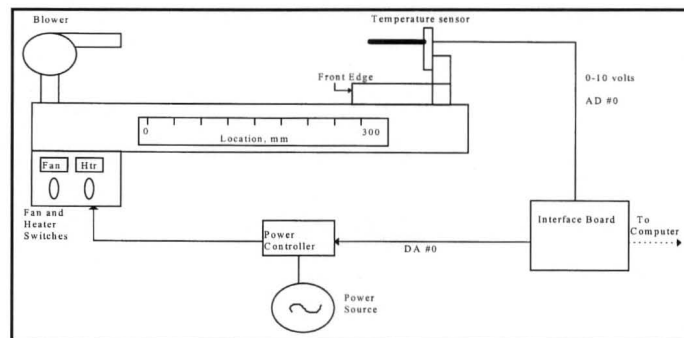 Blower
Temperature sensor
Front Edge
0-10 volts
AD #0
0
300
Location, mm
Fan
Htr
Fan and
Heater
Switches
Power
Controller
DA #0
Interface Board
To
Computer
Power
Source